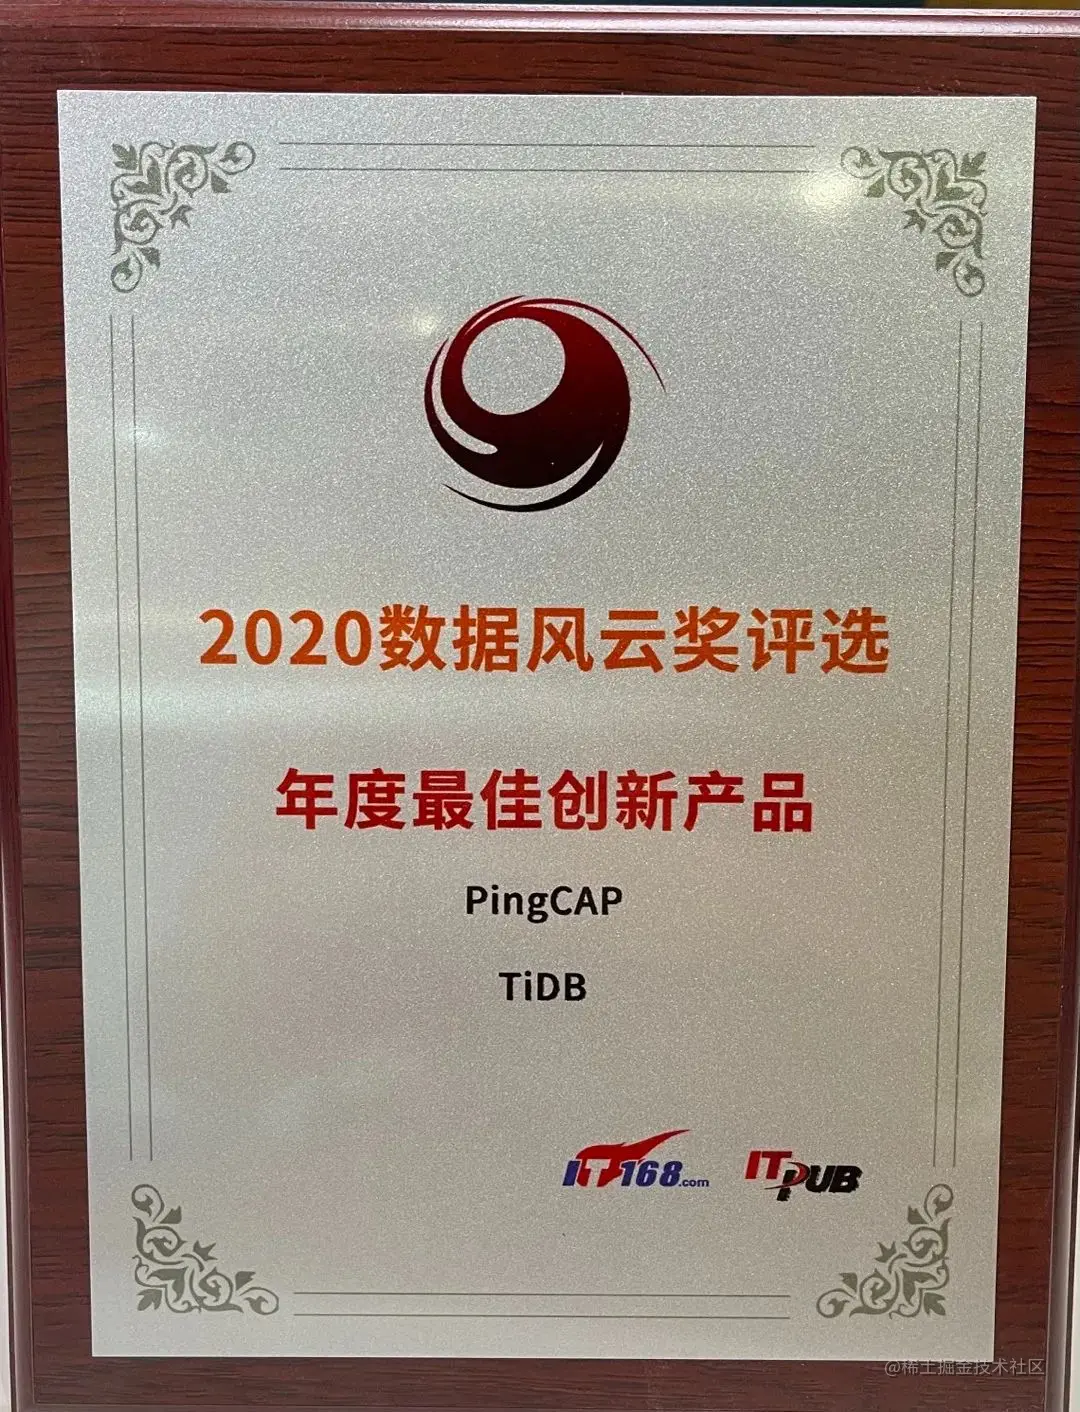 2020数据风云奖评选
年度最佳创新产品
PingCAP
TiDB
IT168.com ITPUB
@稀土掘金技术社区